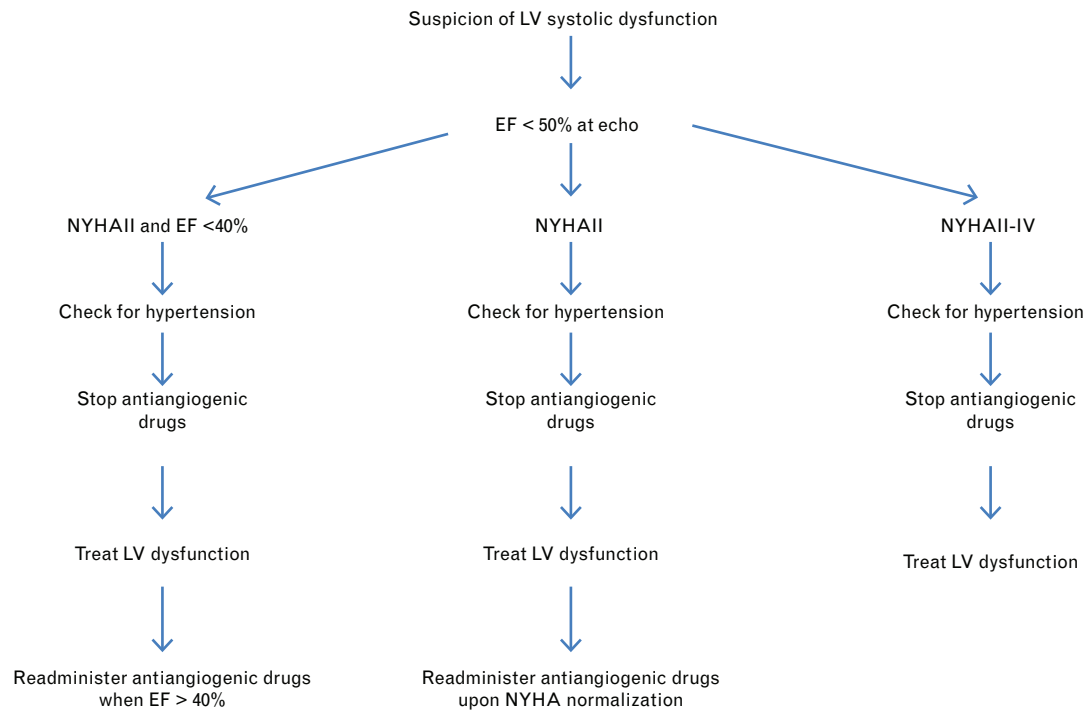 Suspicion of LV systolic dysfunction
EF < 50% at echo
NYHAII and EF <40%
NYHAII
NYHAII-IV
Check for hypertension
Check for hypertension
Check for hypertension
Stop antiangiogenic
drugs
Stop antiangiogenic
drugs
Stop antiangiogenic
drugs
Treat LV dysfunction
Treat LV dysfunction
Treat LV dysfunction
Readminister antiangiogenic drugs
when EF > 40%
Readminister antiangiogenic drugs
upon NYHA normalization